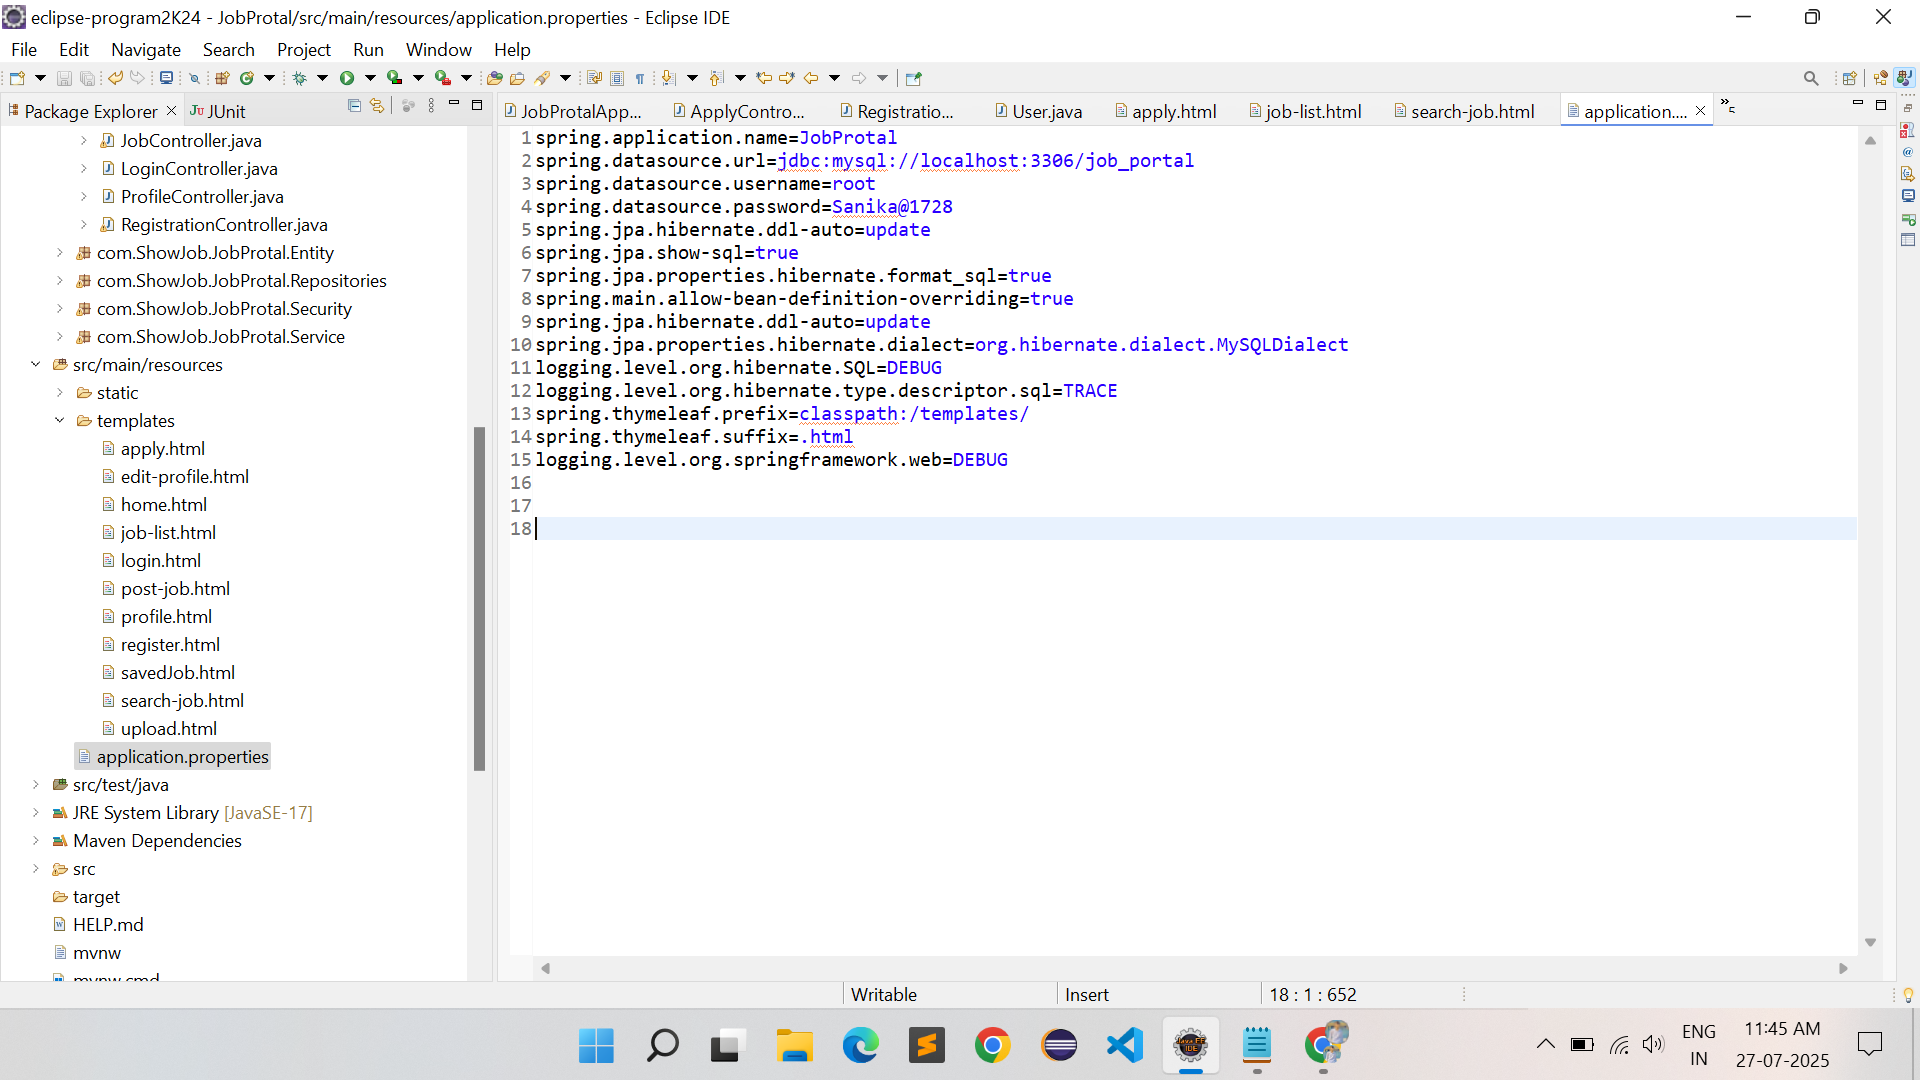 eclipse-program2K24 - JobProtal/src/main/resources/application.properties - Eclipse IDE
File Edit Navigate Search Project Run Window Help
Package Explorer JUnit
JobProtalApp... ApplyContro... Registratio... User.java apply.html job-list.html search-job.html application....
JobController.java
LoginController.java
ProfileController.java
RegistrationController.java
com.ShowJob.JobProtal.Entity
com.ShowJob.JobProtal.Repositories
com.ShowJob.JobProtal.Security
com.ShowJob.JobProtal.Service
src/main/resources
static
templates
apply.html
edit-profile.html
home.html
job-list.html
login.html
post-job.html
profile.html
register.html
savedJob.html
search-job.html
upload.html
application.properties
src/test/java
JRE System Library [JavaSE-17]
Maven Dependencies
src
target
HELP.md
mvnw
mvnw.cmd
1 spring.application.name=JobProtal
2 spring.datasource.url=jdbc:mysql://localhost:3306/job_portal
3 spring.datasource.username=root
4 spring.datasource.password=Sanika@1728
5 spring.jpa.hibernate.ddl-auto=update
6 spring.jpa.show-sql=true
7 spring.jpa.properties.hibernate.format_sql=true
8 spring.main.allow-bean-definition-overriding=true
9 spring.jpa.hibernate.ddl-auto=update
10 spring.jpa.properties.hibernate.dialect=org.hibernate.dialect.MySQLDialect
11 logging.level.org.hibernate.SQL=DEBUG
12 logging.level.org.hibernate.type.descriptor.sql=TRACE
13 spring.thymeleaf.prefix=classpath:/templates/
14 spring.thymeleaf.suffix=.html
15 logging.level.org.springframework.web=DEBUG
16
17
18
Writable Insert 18 : 1 : 652
ENG
IN
11:45 AM
27-07-2025